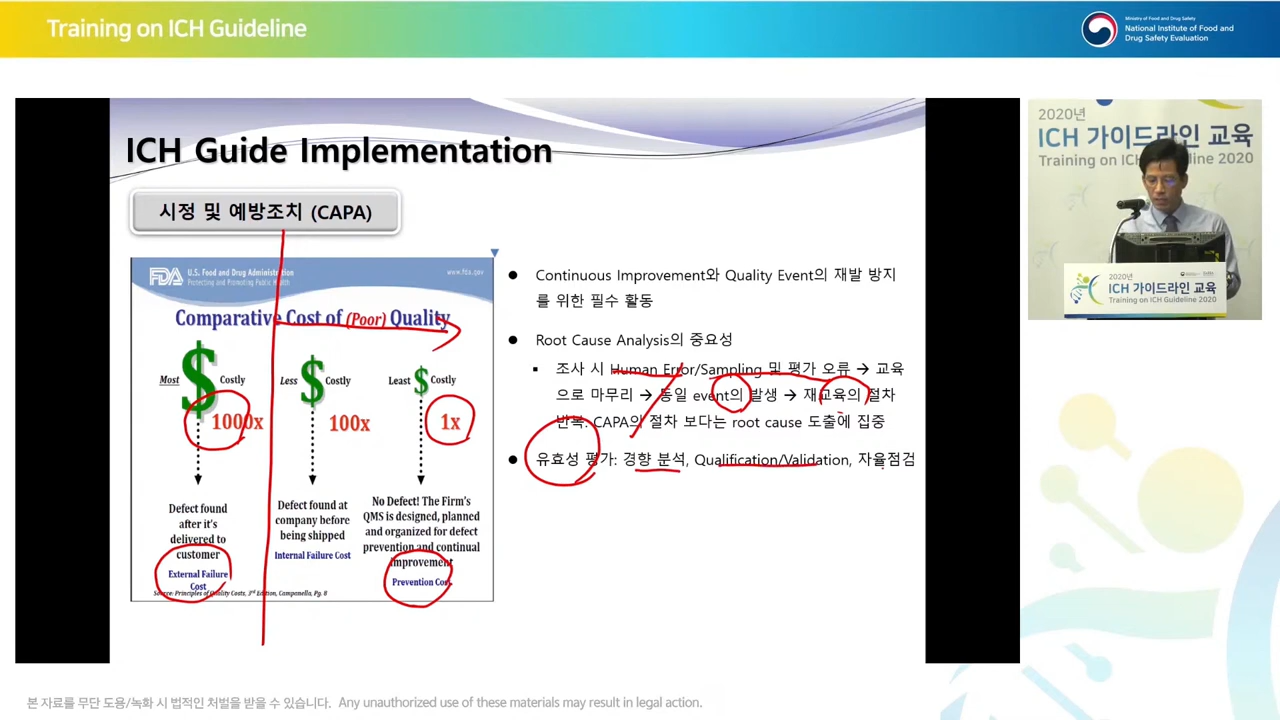 Training on ICH Guideline
Ministry of Food and Drug Safety
National Institute of Food and
Drug Safety Evaluation
ICH Guide Implementation
시정 및 예방조치 (CAPA)
FDA U.S. Food and Drug Administration
Protecting and Promoting Public Health
www.fda.gov
Comparative Cost of (Poor) Quality
Most $ Costly
Less $ Costly
Least $ Costly
1000x
100x
1x
Defect found
after it's
delivered to
customer
External Failure
Cost
Defect found at
company before
being shipped
Internal Failure Cost
No Defect! The Firm's
QMS is designed, planned
and organized for defect
prevention and continual
improvement
Prevention Cost
Source: Principles of Quality Costs, 3rd Edition, Campanella, Pg. 8
● Continuous Improvement와 Quality Event의 재발 방지
를 위한 필수 활동
● Root Cause Analysis의 중요성
▪ 조사 시 Human Error/Sampling 및 평가 오류 → 교육
으로 마무리 → 동일 event의 발생 → 재교육의 절차
반복: CAPA의 절차 보다는 root cause 도출에 집중
● 유효성 평가: 경향 분석, Qualification/Validation, 자율점검
2020년
ICH 가이드라인 교육
Training on ICH Guideline 2020
2020년
ICH 가이드라인 교육
Training on ICH Guideline 2020
본 자료를 무단 도용/녹화 시 법적인 처벌을 받을 수 있습니다. Any unauthorized use of these materials may result in legal action.